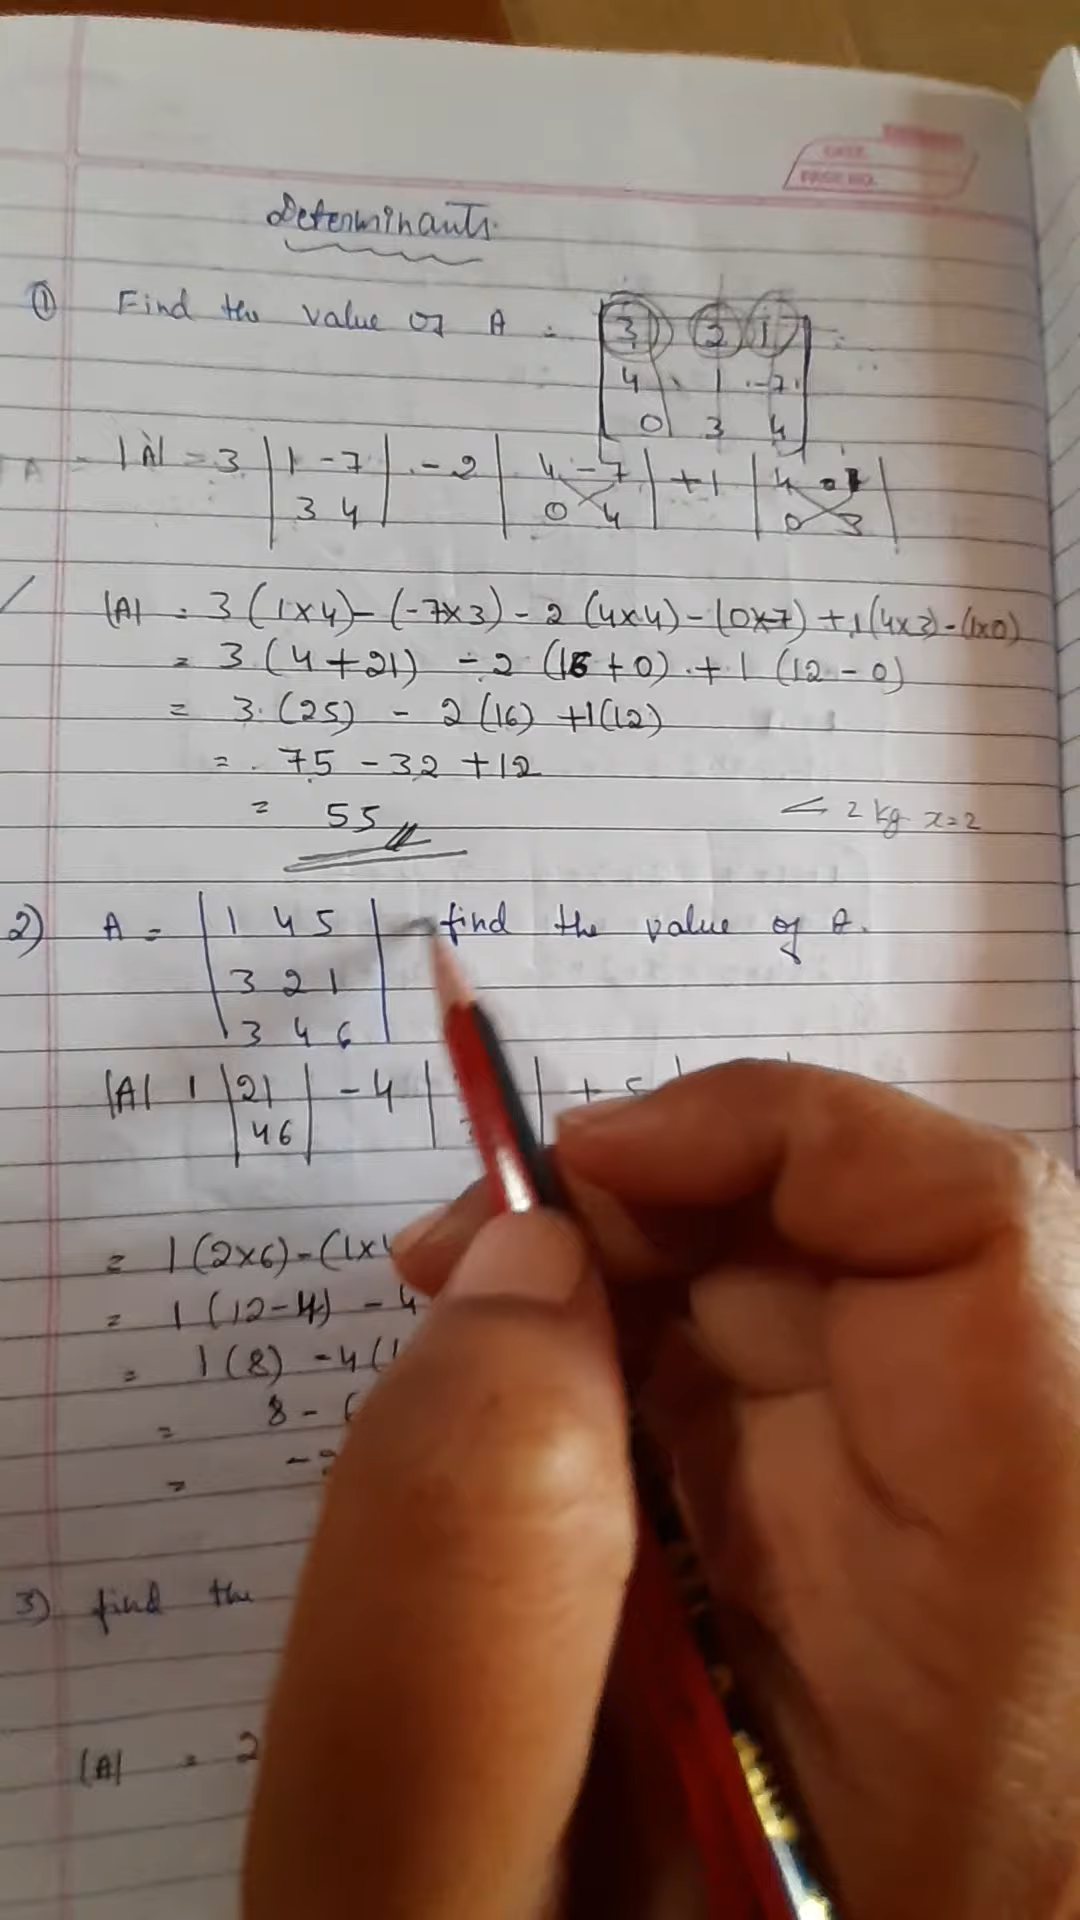 DATE
PAGE NO.
Determinants.
① Find the value of A = 3 2 1
4 1 -7
0 3 4
A = |A| = 3 |1 -7| - 2 |4 -7| + 1 |4 1|
3 4 0 4 0 3
|A| = 3 (1×4) - (-7×3) - 2 (4×4) - (0×-7) + 1 (4×3) - (1×0)
= 3 (4 + 21) - 2 (16 + 0) + 1 (12 - 0)
= 3 (25) - 2 (16) + 1 (12)
= 75 - 32 + 12
= 55
< 2 kg x = 2
2) A = |1 4 5| find the value of A.
3 2 1
3 4 6
|A| 1 |2 1| - 4 | | + 5 |
4 6
= 1 (2×6) - (1×4
= 1 (12-4) - 4
= 1 (8) - 4 (
= 8 -
= -
3) find the
|A| = 2